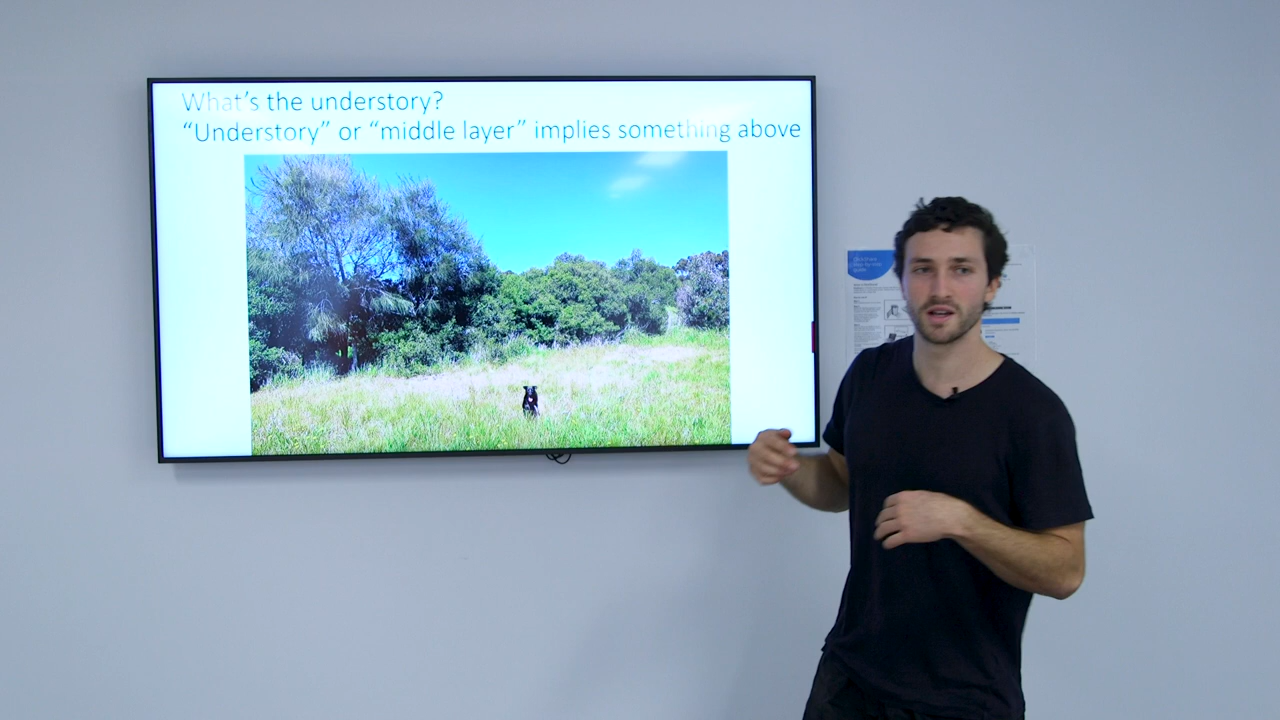 What's the understory?
“Understory” or “middle layer” implies something above